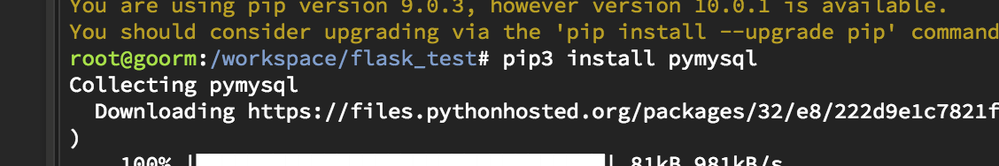 You are using pip version 9.0.3, however version 10.0.1 is available.
You should consider upgrading via the 'pip install --upgrade pip' command
root@goorm:/workspace/flask_test# pip3 install pymysql
Collecting pymysql
Downloading https://files.pythonhosted.org/packages/32/e8/222d9e1c7821f
)
100% || 81kB 981kB/s